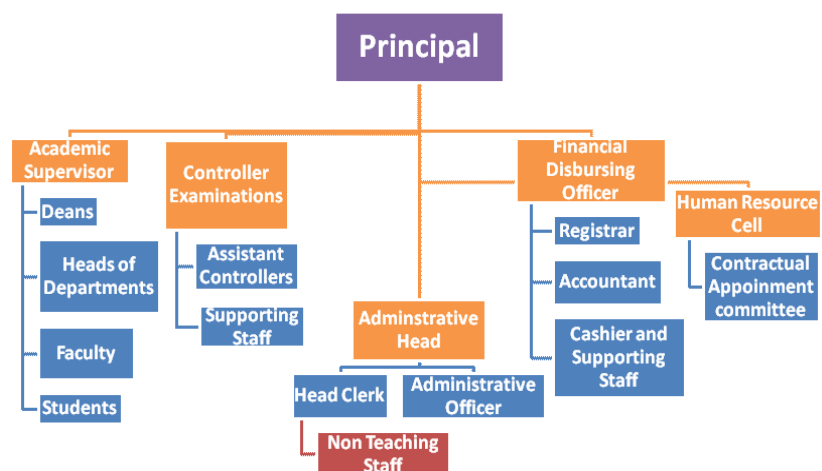 Principal
Academic
Supervisor
Deans
Heads of
Departments
Faculty
Students
Controller
Examinations
Assistant
Controllers
Supporting
Staff
Adminstrative
Head
Head Clerk
Non Teaching
Staff
Administrative
Officer
Financial
Disbursing
Officer
Registrar
Accountant
Cashier and
Supporting
Staff
Human Resource
Cell
Contractual
Appoinment
committee